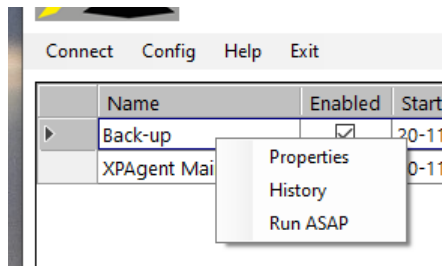 Connect Config Help Exit
Name Enabled Start
Back-up 20-11
XPAgent Mai 0-11
Properties
History
Run ASAP